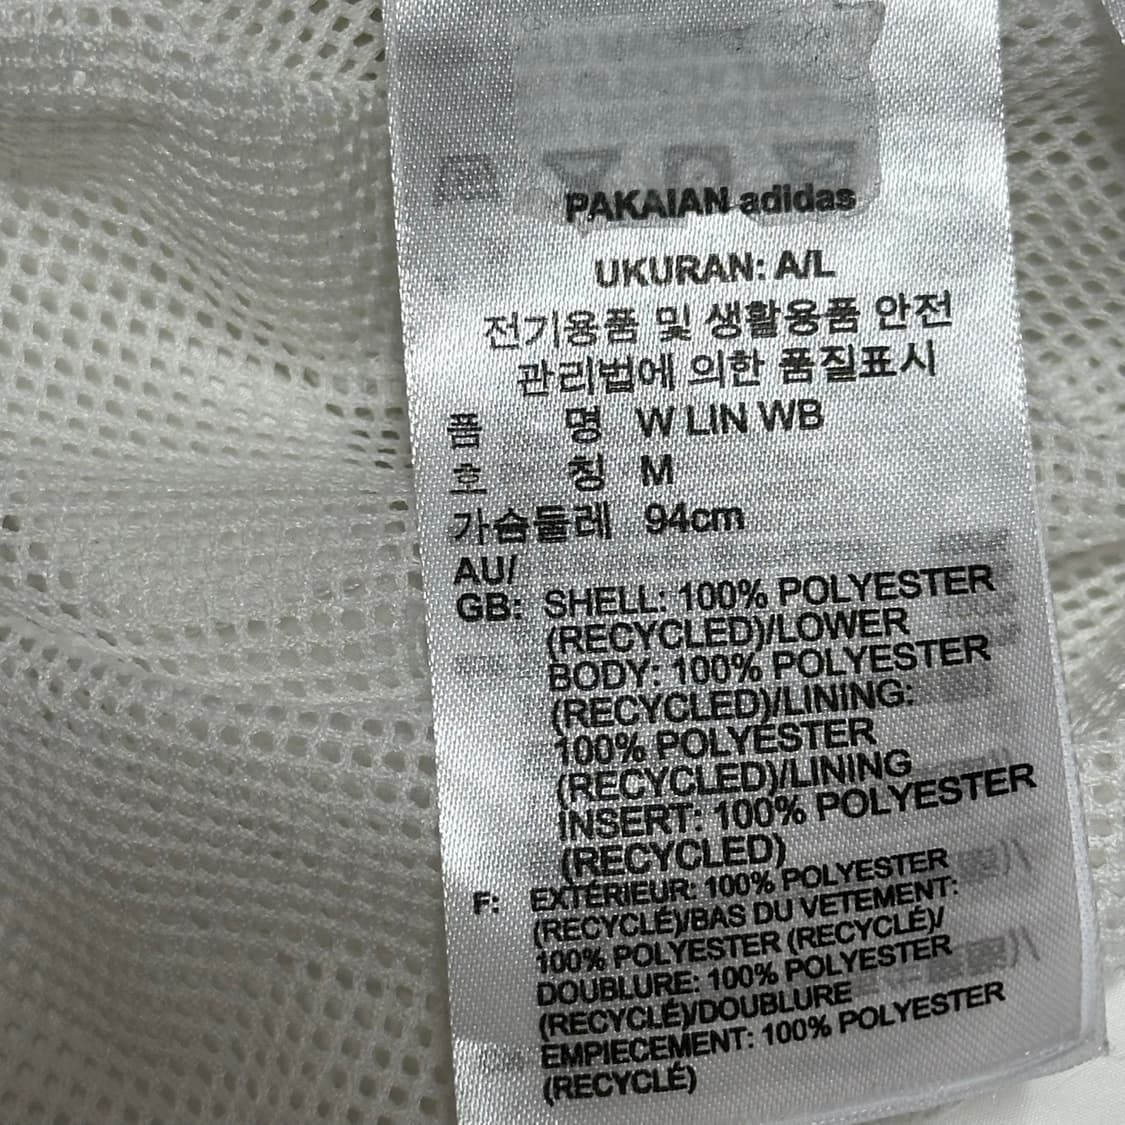 PAKAIAN adidas
UKURAN: A/L
전기용품 및 생활용품 안전
관리법에 의한 품질표시
품 명 W LIN WB
호 칭 M
가슴둘레 94cm
AU/
GB: SHELL: 100% POLYESTER
(RECYCLED)/LOWER
BODY: 100% POLYESTER
(RECYCLED)/LINING:
100% POLYESTER
(RECYCLED)/LINING
INSERT: 100% POLYESTER
(RECYCLED)
F: EXTÉRIEUR: 100% POLYESTER
(RECYCLÉ)/BAS DU VETEMENT:
100% POLYESTER (RECYCLÉ)/
DOUBLURE: 100% POLYESTER
(RECYCLÉ)/DOUBLURE
EMPIECEMENT: 100% POLYESTER
(RECYCLÉ)